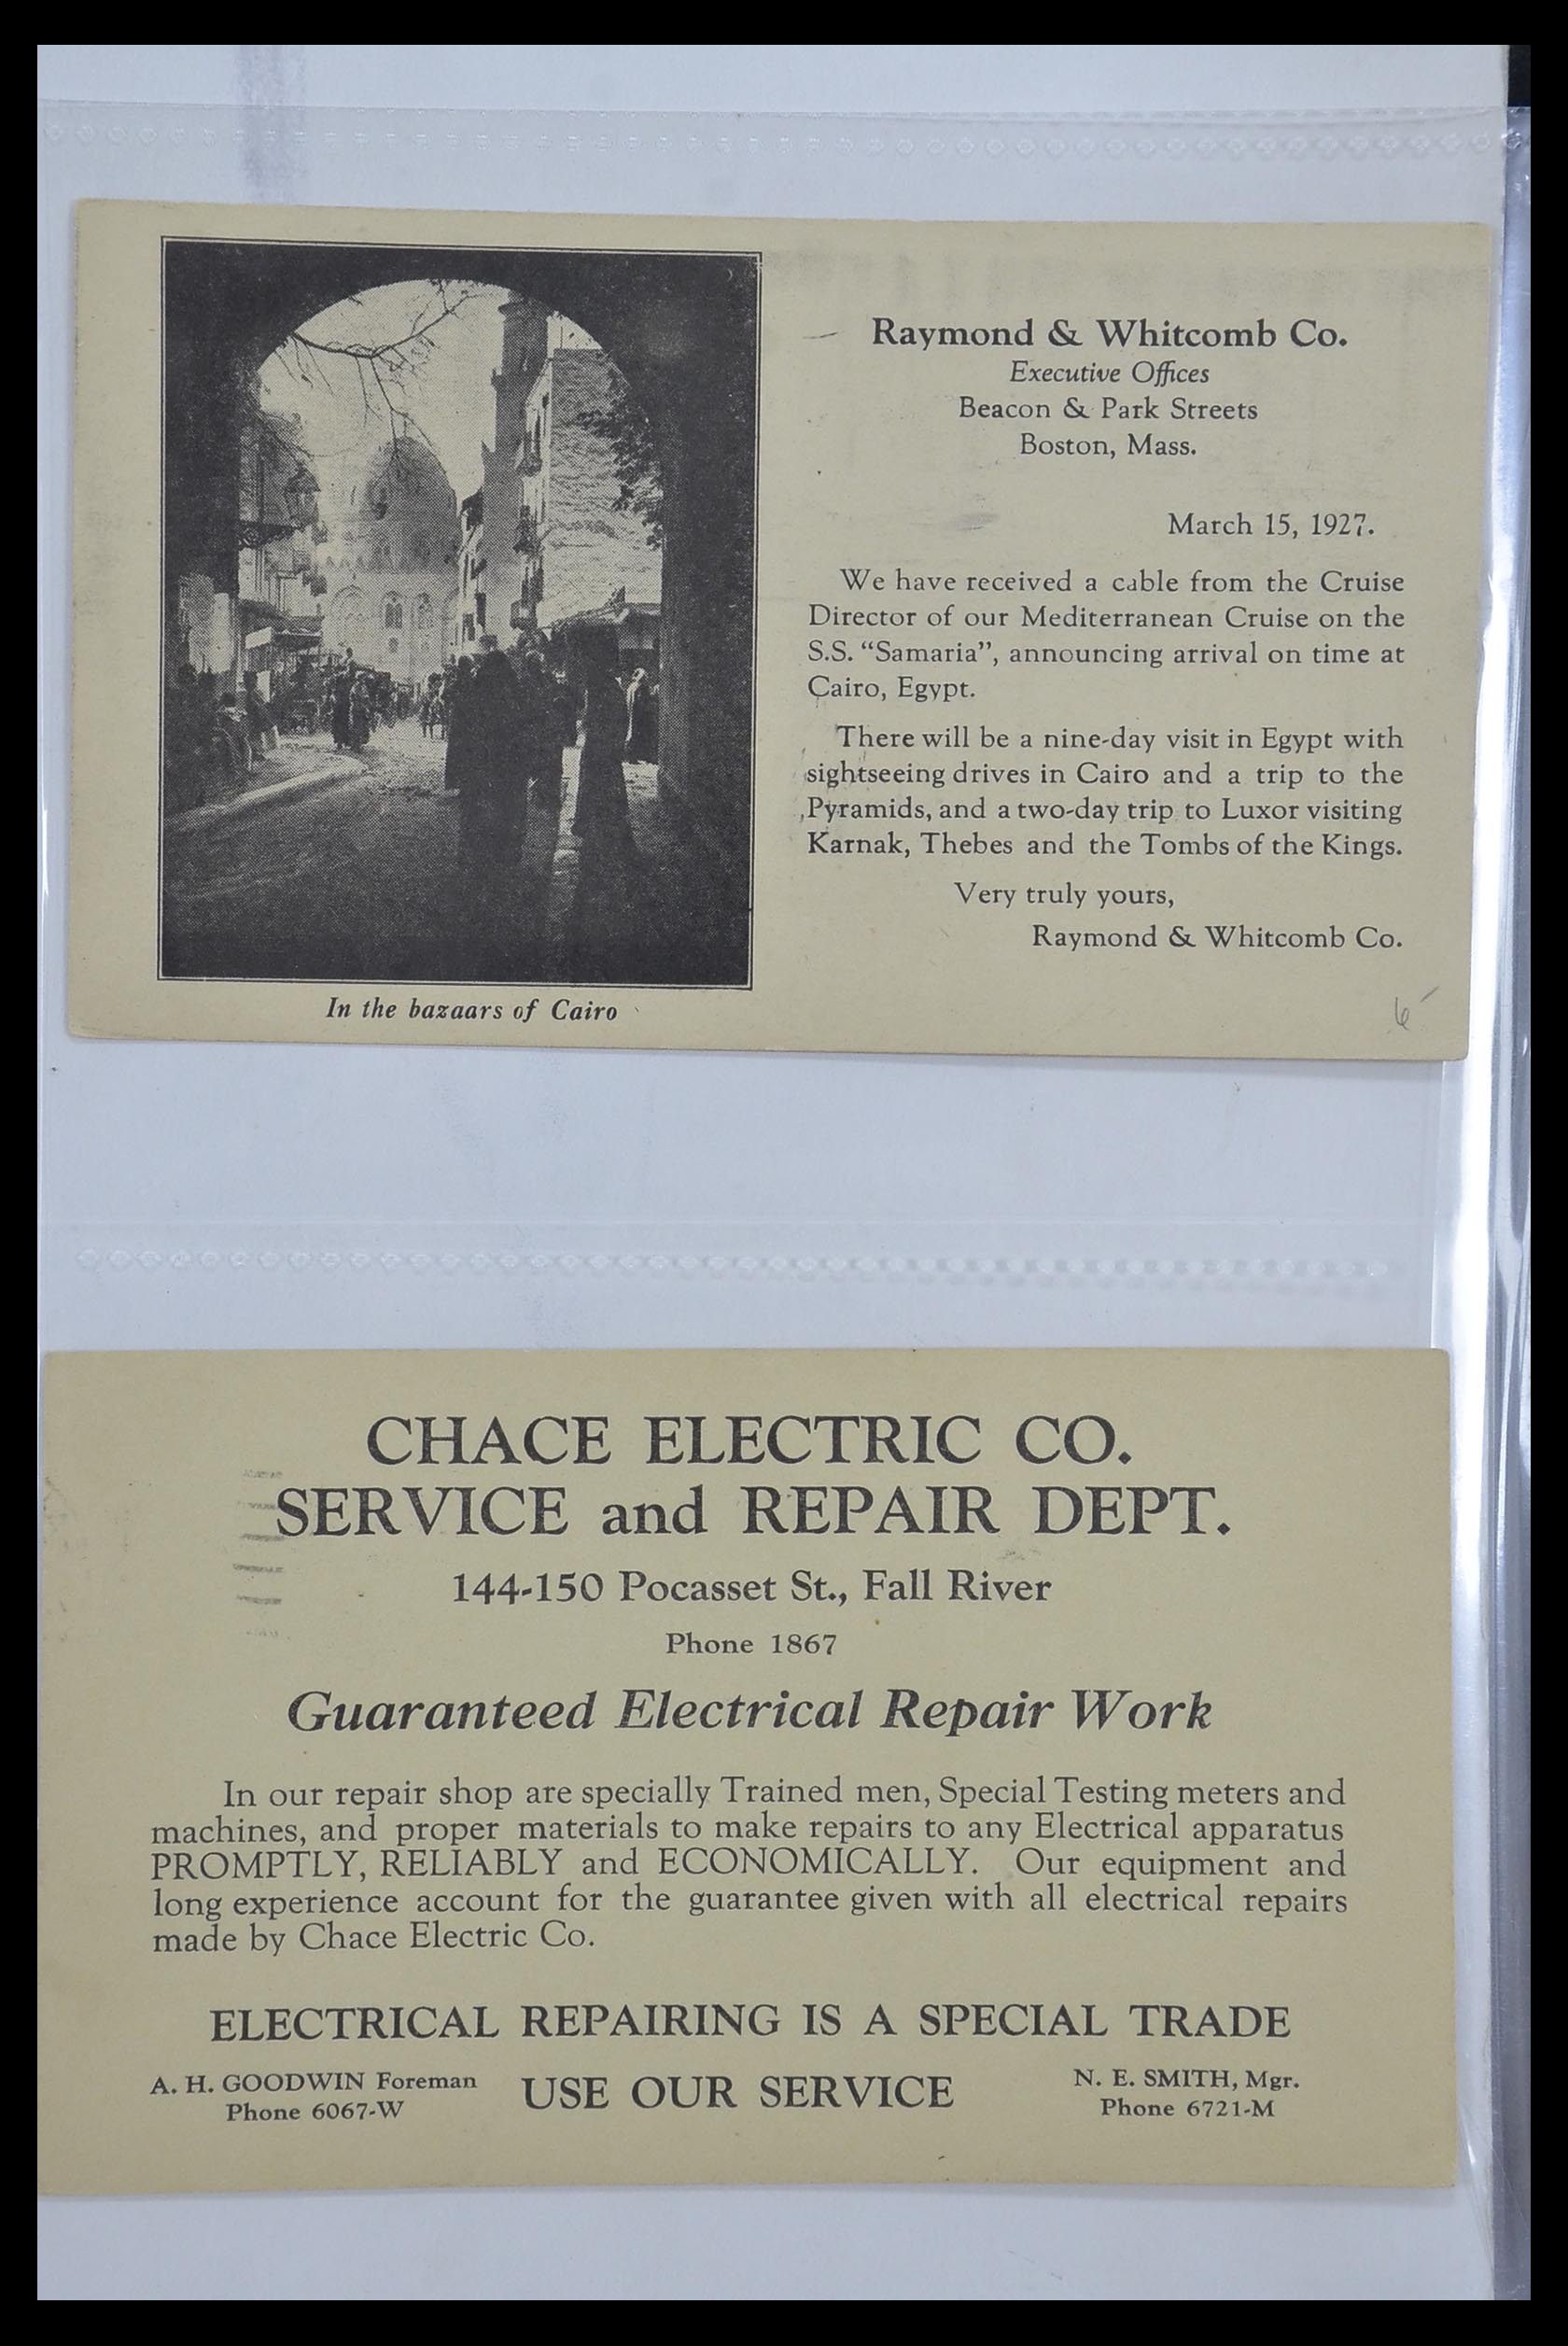 Raymond & Whitcomb Co.
Executive Offices
Beacon & Park Streets
Boston, Mass.
March 15, 1927.
We have received a cable from the Cruise
Director of our Mediterranean Cruise on the
S.S. “Samaria”, announcing arrival on time at
Cairo, Egypt.
There will be a nine-day visit in Egypt with
sightseeing drives in Cairo and a trip to the
Pyramids, and a two-day trip to Luxor visiting
Karnak, Thebes and the Tombs of the Kings.
Very truly yours,
Raymond & Whitcomb Co.
In the bazaars of Cairo
6
CHACE ELECTRIC CO.
SERVICE and REPAIR DEPT.
144-150 Pocasset St., Fall River
Phone 1867
Guaranteed Electrical Repair Work
In our repair shop are specially Trained men, Special Testing meters and
machines, and proper materials to make repairs to any Electrical apparatus
PROMPTLY, RELIABLY and ECONOMICALLY. Our equipment and
long experience account for the guarantee given with all electrical repairs
made by Chace Electric Co.
ELECTRICAL REPAIRING IS A SPECIAL TRADE
A. H. GOODWIN Foreman
Phone 6067-W
USE OUR SERVICE
N. E. SMITH, Mgr.
Phone 6721-M